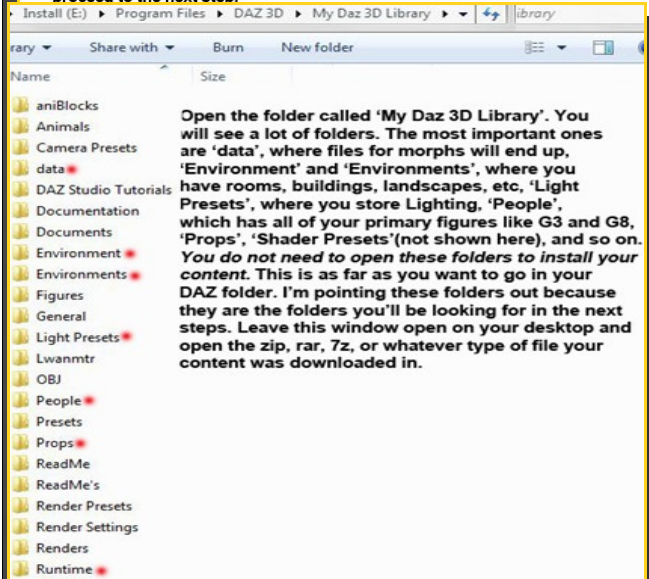 proceed to the next step.
Install (E:) ▸ Program Files ▸ DAZ 3D ▸ My Daz 3D Library ▸
ibrary
rary Share with Burn New folder
Name Size
aniBlocks
Animals
Camera Presets
data
DAZ Studio Tutorials
Documentation
Documents
Environment
Environments
Figures
General
Light Presets
Lwanmtr
OBJ
People
Presets
Props
ReadMe
ReadMe's
Render Presets
Render Settings
Renders
Runtime
Open the folder called ‘My Daz 3D Library’. You
will see a lot of folders. The most important ones
are ‘data’, where files for morphs will end up,
‘Environment’ and ‘Environments’, where you
have rooms, buildings, landscapes, etc, ‘Light
Presets’, where you store Lighting, ‘People’,
which has all of your primary figures like G3 and G8,
‘Props’, ‘Shader Presets’(not shown here), and so on.
You do not need to open these folders to install your
content. This is as far as you want to go in your
DAZ folder. I’m pointing these folders out because
they are the folders you’ll be looking for in the next
steps. Leave this window open on your desktop and
open the zip, rar, 7z, or whatever type of file your
content was downloaded in.